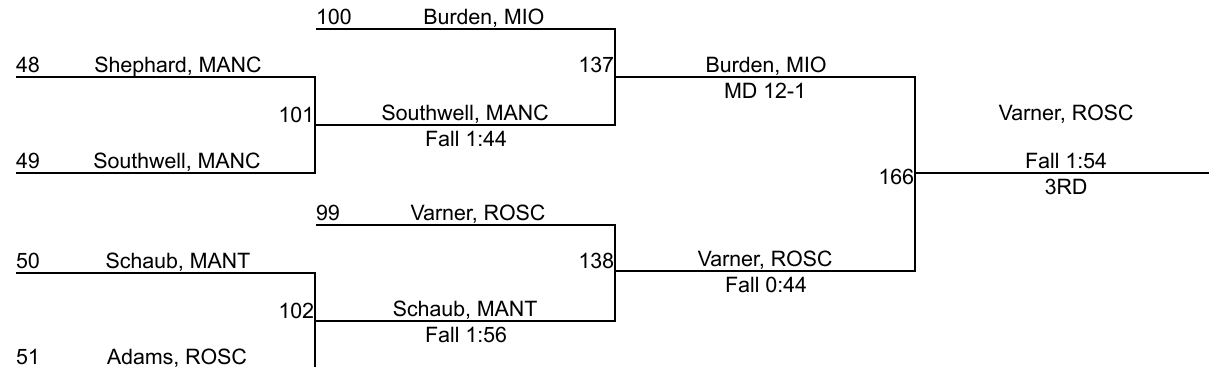 100 Burden, MIO
48 Shephard, MANC
137 Burden, MIO
MD 12-1
101 Southwell, MANC
Fall 1:44
Varner, ROSC
49 Southwell, MANC
Fall 1:54
166
3RD
99 Varner, ROSC
50 Schaub, MANT
138 Varner, ROSC
Fall 0:44
102 Schaub, MANT
Fall 1:56
51 Adams, ROSC